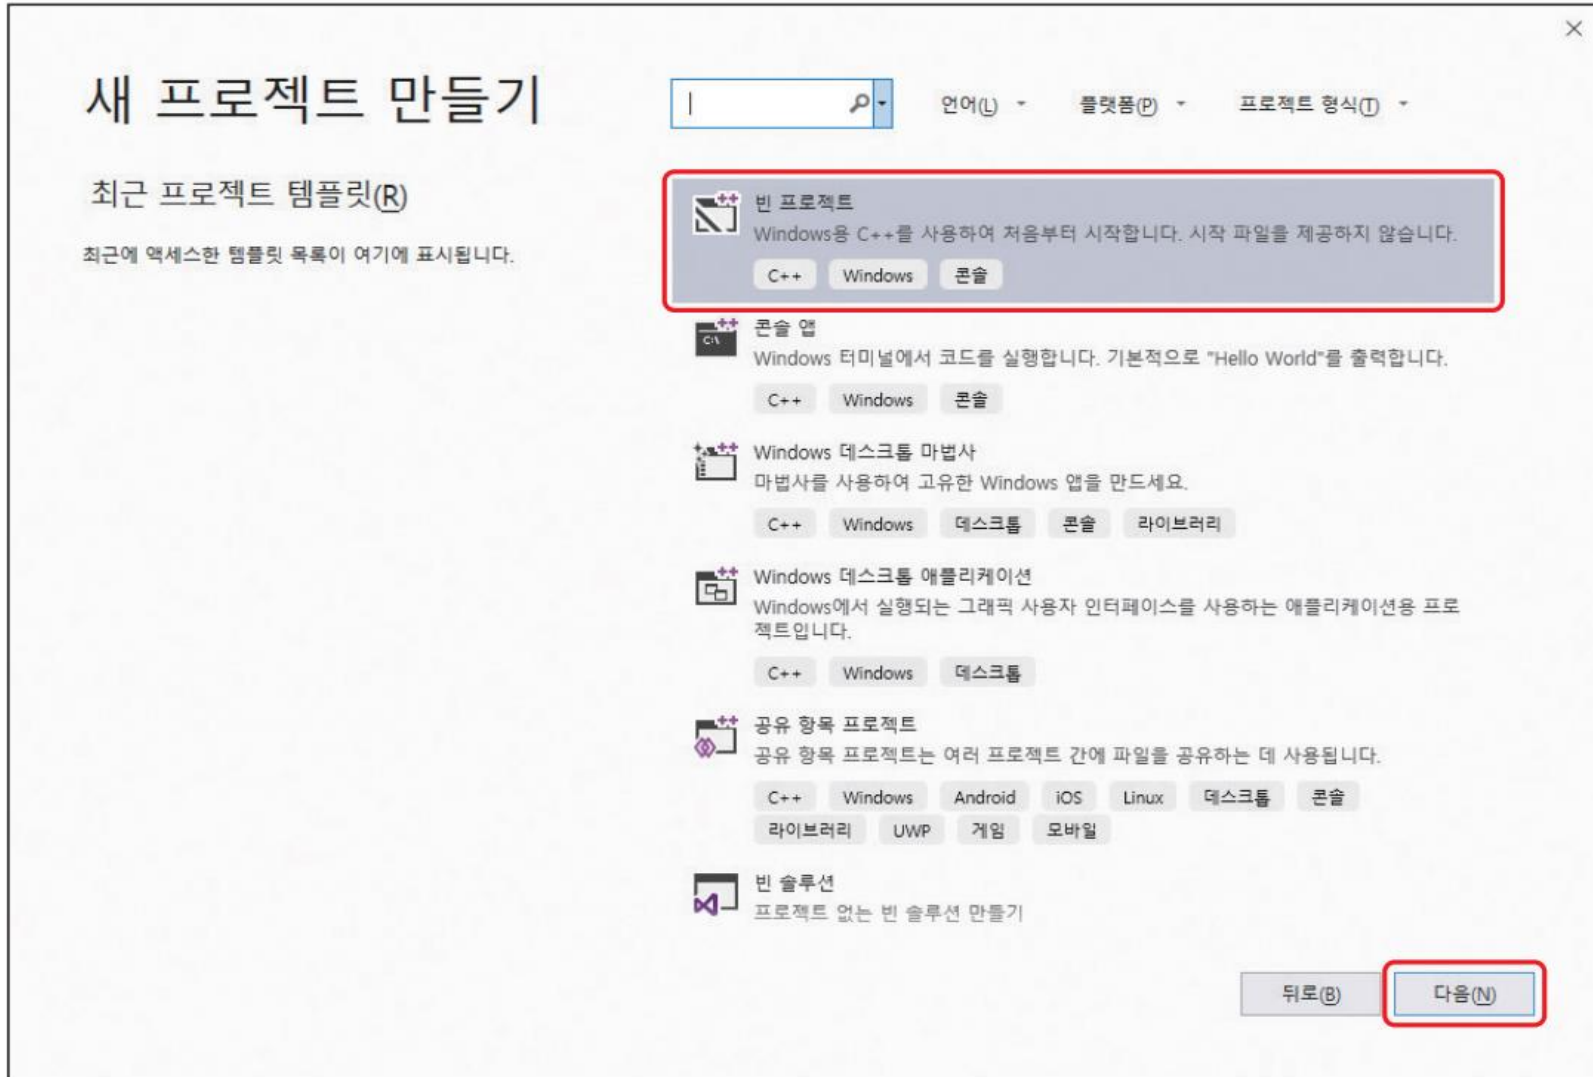 새 프로젝트 만들기
언어(L)
플랫폼(P)
프로젝트 형식(T)
최근 프로젝트 템플릿(R)
최근에 액세스한 템플릿 목록이 여기에 표시됩니다.
빈 프로젝트
Windows용 C++를 사용하여 처음부터 시작합니다. 시작 파일을 제공하지 않습니다.
C++ Windows 콘솔
C:\
콘솔 앱
Windows 터미널에서 코드를 실행합니다. 기본적으로 "Hello World"를 출력합니다.
C++ Windows 콘솔
Windows 데스크톱 마법사
마법사를 사용하여 고유한 Windows 앱을 만드세요.
C++ Windows 데스크톱 콘솔 라이브러리
Windows 데스크톱 애플리케이션
Windows에서 실행되는 그래픽 사용자 인터페이스를 사용하는 애플리케이션용 프로
젝트입니다.
C++ Windows 데스크톱
공유 항목 프로젝트
공유 항목 프로젝트는 여러 프로젝트 간에 파일을 공유하는 데 사용됩니다.
C++ Windows Android iOS Linux 데스크톱 콘솔
라이브러리 UWP 게임 모바일
빈 솔루션
프로젝트 없는 빈 솔루션 만들기
뒤로(B) 다음(N)